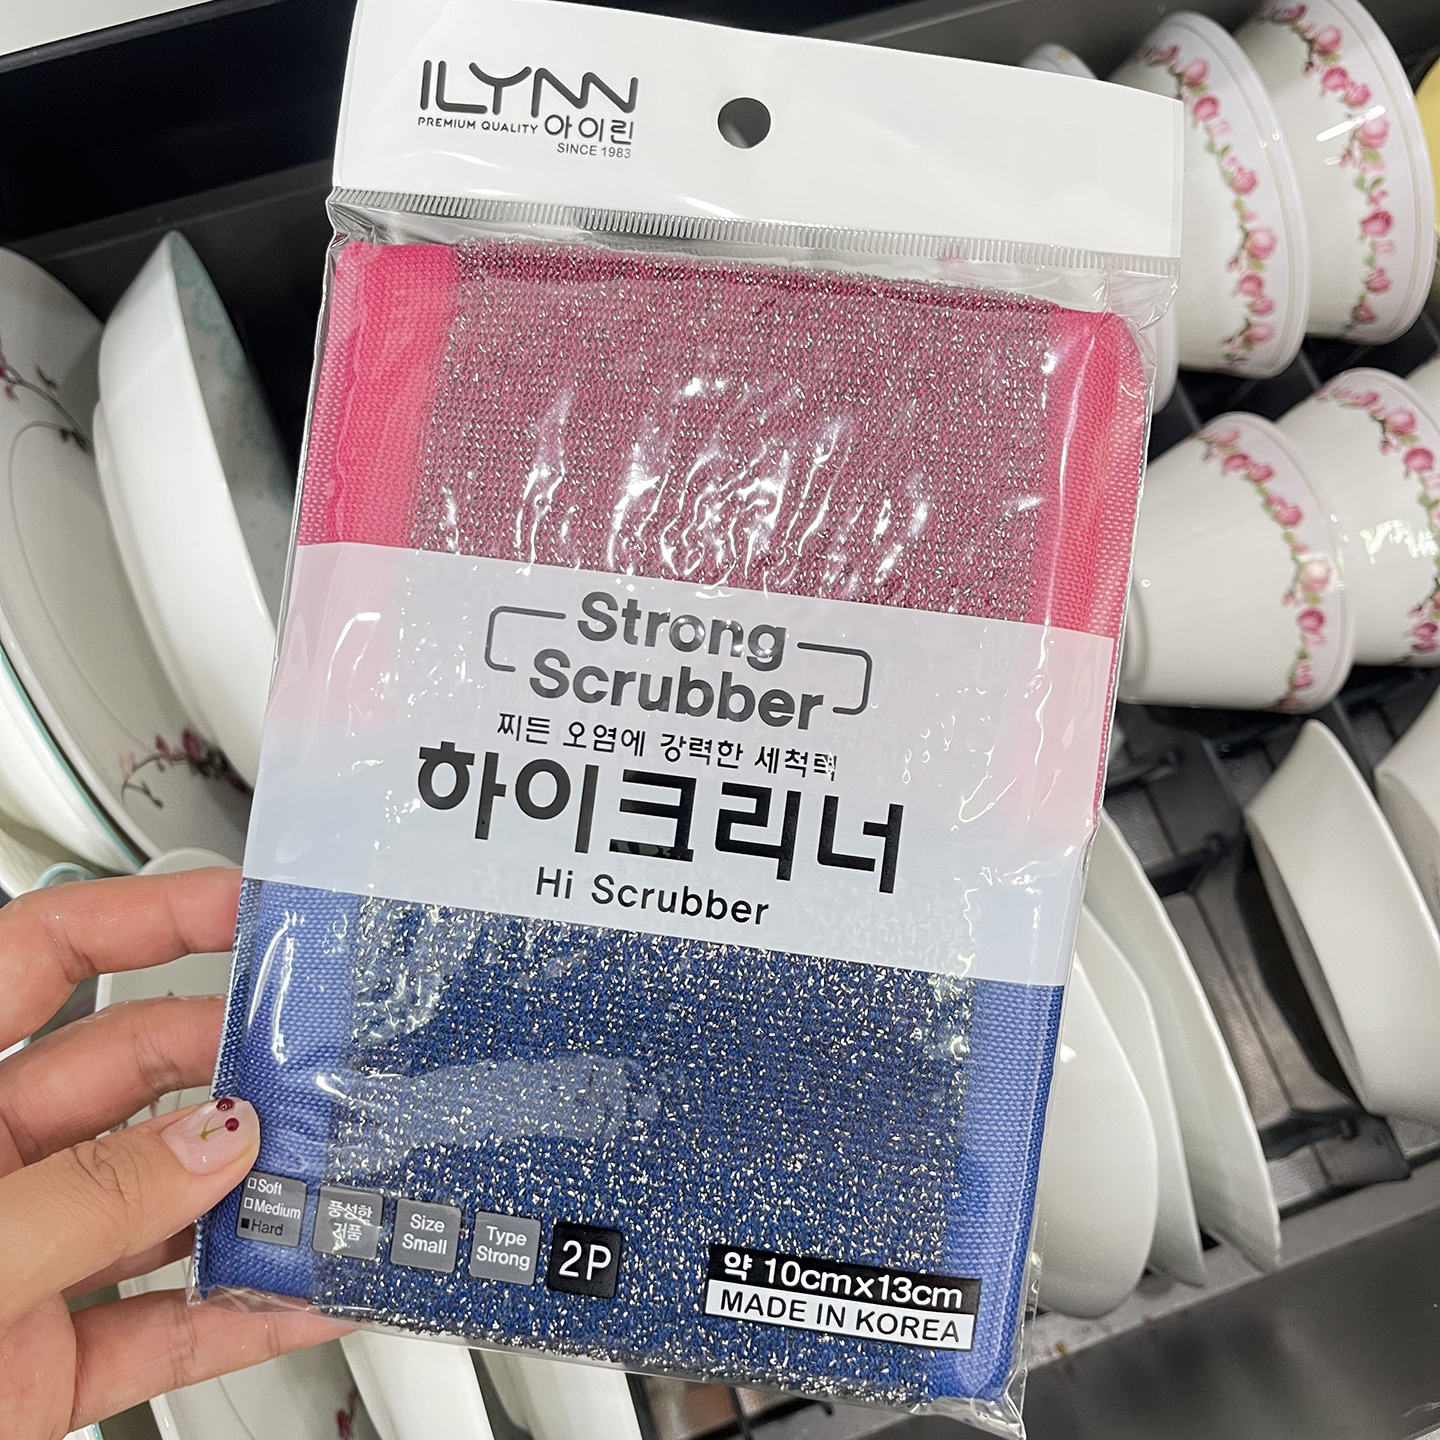 ILYNN
PREMIUM QUALITY 아이린
SINCE 1983
Strong
Scrubber
찌든 오염에 강력한 세척력
하이크리너
Hi Scrubber
□Soft
□Medium
■Hard
풍성한
거품
Size
Small
Type
Strong
2P
약 10cmx13cm
MADE IN KOREA